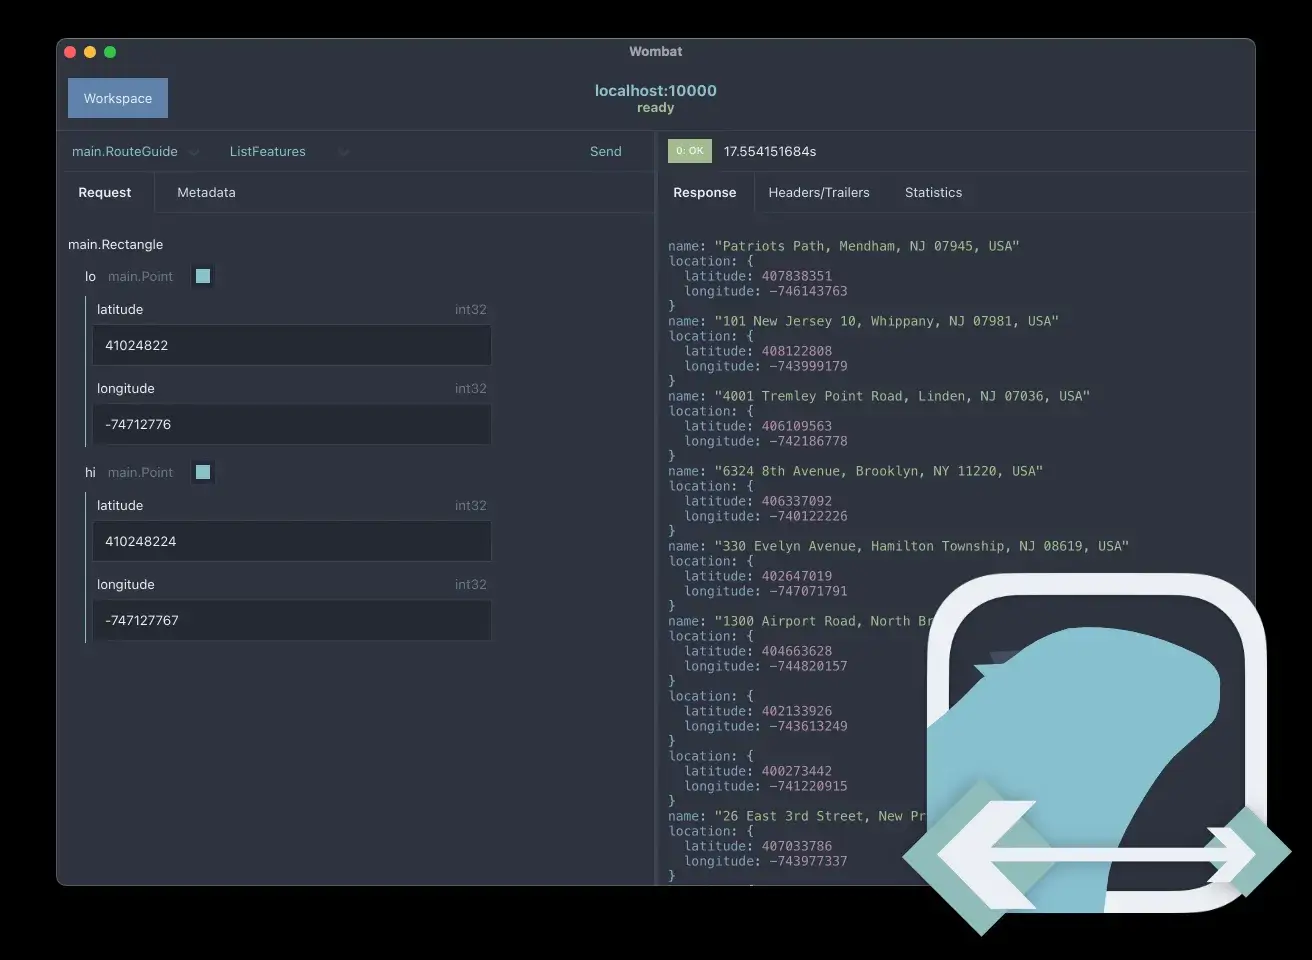 Wombat
Workspace
localhost:10000
ready
main.RouteGuide ListFeatures Send
Request Metadata
main.Rectangle
lo main.Point
latitude int32
41024822
longitude int32
-74712776
hi main.Point
latitude int32
410248224
longitude int32
-747127767
0: OK 17.554151684s
Response Headers/Trailers Statistics
name: "Patriots Path, Mendham, NJ 07945, USA"
location: {
latitude: 407838351
longitude: -746143763
}
name: "101 New Jersey 10, Whippany, NJ 07981, USA"
location: {
latitude: 408122808
longitude: -743999179
}
name: "4001 Tremley Point Road, Linden, NJ 07036, USA"
location: {
latitude: 406109563
longitude: -742186778
}
name: "6324 8th Avenue, Brooklyn, NY 11220, USA"
location: {
latitude: 406337092
longitude: -740122226
}
name: "330 Evelyn Avenue, Hamilton Township, NJ 08619, USA"
location: {
latitude: 402647019
longitude: -747071791
}
name: "1300 Airport Road, North Br
location: {
latitude: 404663628
longitude: -744820157
}
location: {
latitude: 402133926
longitude: -743613249
}
location: {
latitude: 400273442
longitude: -741220915
}
name: "26 East 3rd Street, New Pr
location: {
latitude: 407033786
longitude: -743977337
}